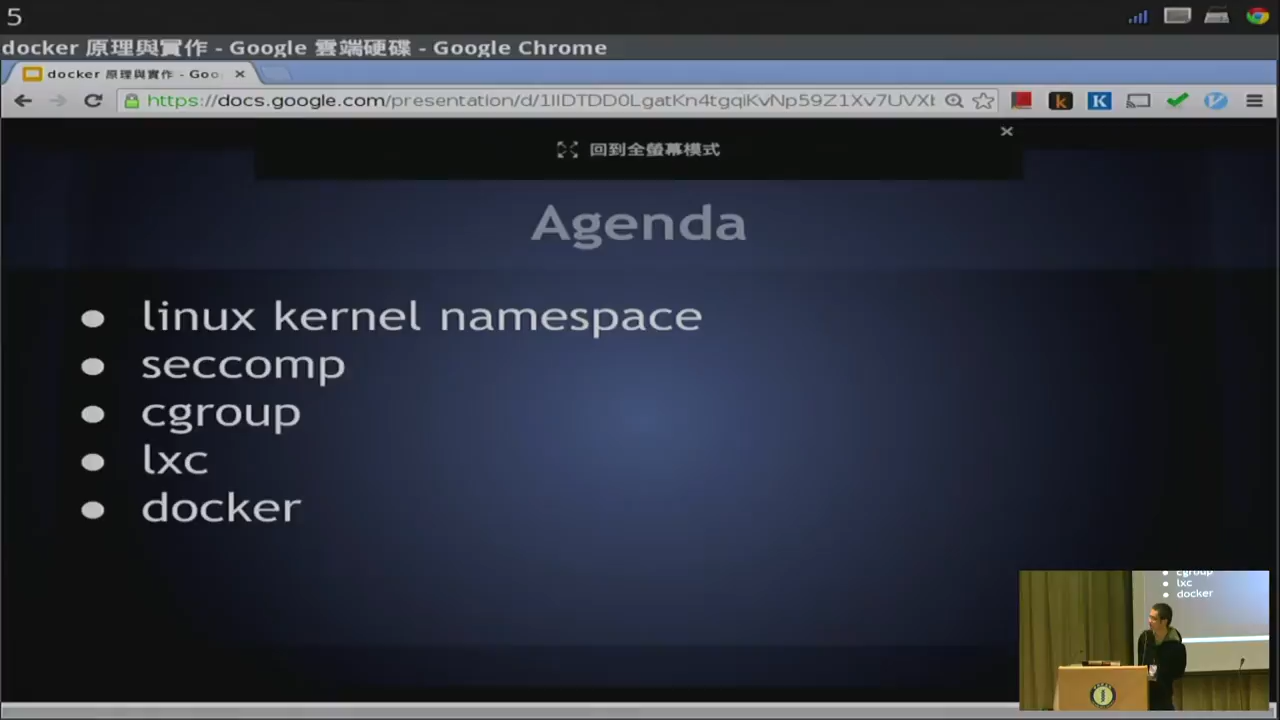 5
docker 原理與實作 - Google 雲端硬碟 - Google Chrome
docker 原理與實作 - Goo
https://docs.google.com/presentation/d/1IIDTDD0LgatKn4tgqiKvNp59Z1Xv7UVXl
回到全螢幕模式
Agenda
● linux kernel namespace
● seccomp
● cgroup
● lxc
● docker
● cgroup
● lxc
● docker